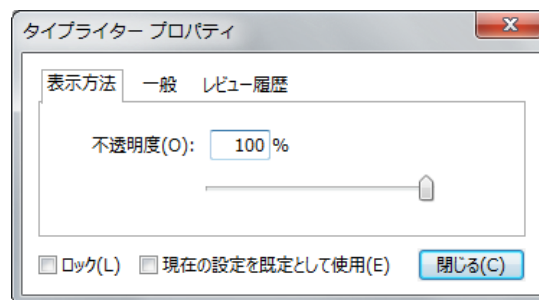 タイプライター プロパティ
表示方法 一般 レビュー履歴
不透明度(O): 100 %
ロック(L) 現在の設定を既定として使用(E) 閉じる(C)